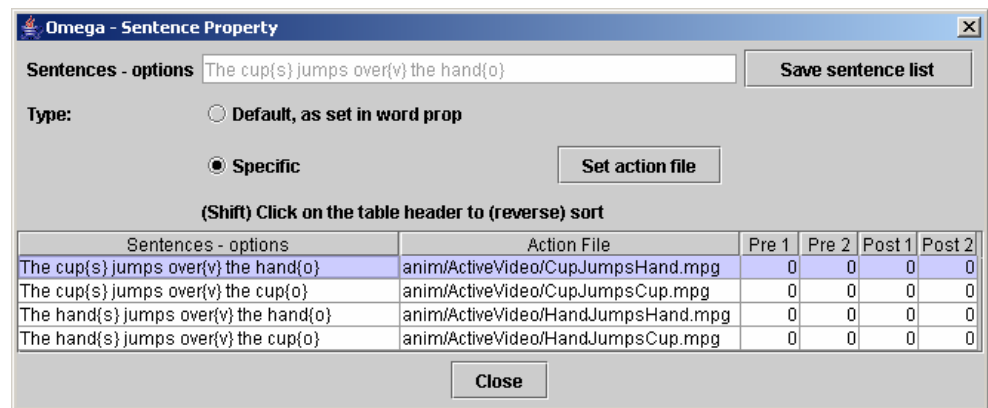 Omega - Sentence Property
Sentences - options The cup{s} jumps over{v} the hand{o} Save sentence list
Type: Default, as set in word prop
Specific Set action file
(Shift) Click on the table header to (reverse) sort
Sentences - options Action File Pre 1 Pre 2 Post 1 Post 2
The cup{s} jumps over{v} the hand{o} anim/ActiveVideo/CupJumpsHand.mpg 0 0 0 0
The cup{s} jumps over{v} the cup{o} anim/ActiveVideo/CupJumpsCup.mpg 0 0 0 0
The hand{s} jumps over{v} the hand{o} anim/ActiveVideo/HandJumpsHand.mpg 0 0 0 0
The hand{s} jumps over{v} the cup{o} anim/ActiveVideo/HandJumpsCup.mpg 0 0 0 0
Close